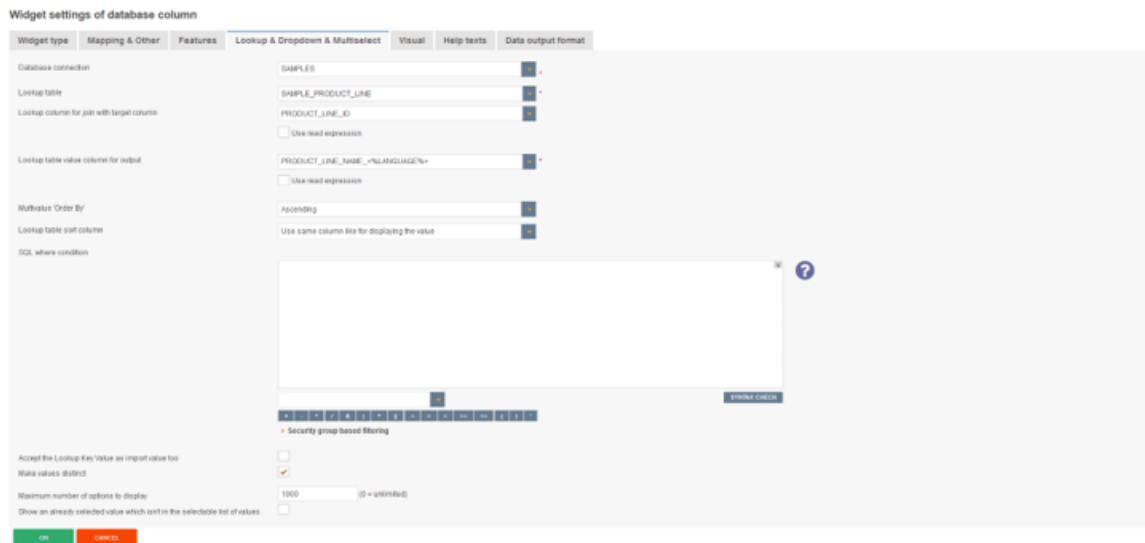 Widget settings of database column
Widget type Mapping & Other Features Lookup & Dropdown & Multiselect Visual Help texts Data output format
Database connection SAMPLES *
Lookup table SAMPLE_PRODUCT_LINE *
Lookup column for join with target column PRODUCT_LINE_ID
Use read expression
Lookup table value column for output PRODUCT_LINE_NAME_<%LANGUAGE%> *
Use read expression
Multivalue 'Order By' Ascending
Lookup table sort column Use same column like for displaying the value
SQL where condition
?
SYNTAX CHECK
Security group based filtering
Accept the Lookup Key Value as import value too
Make values distinct
Maximum number of options to display 1000 (0 = unlimited)
Show an already selected value which isn't in the selectable list of values
OK CANCEL